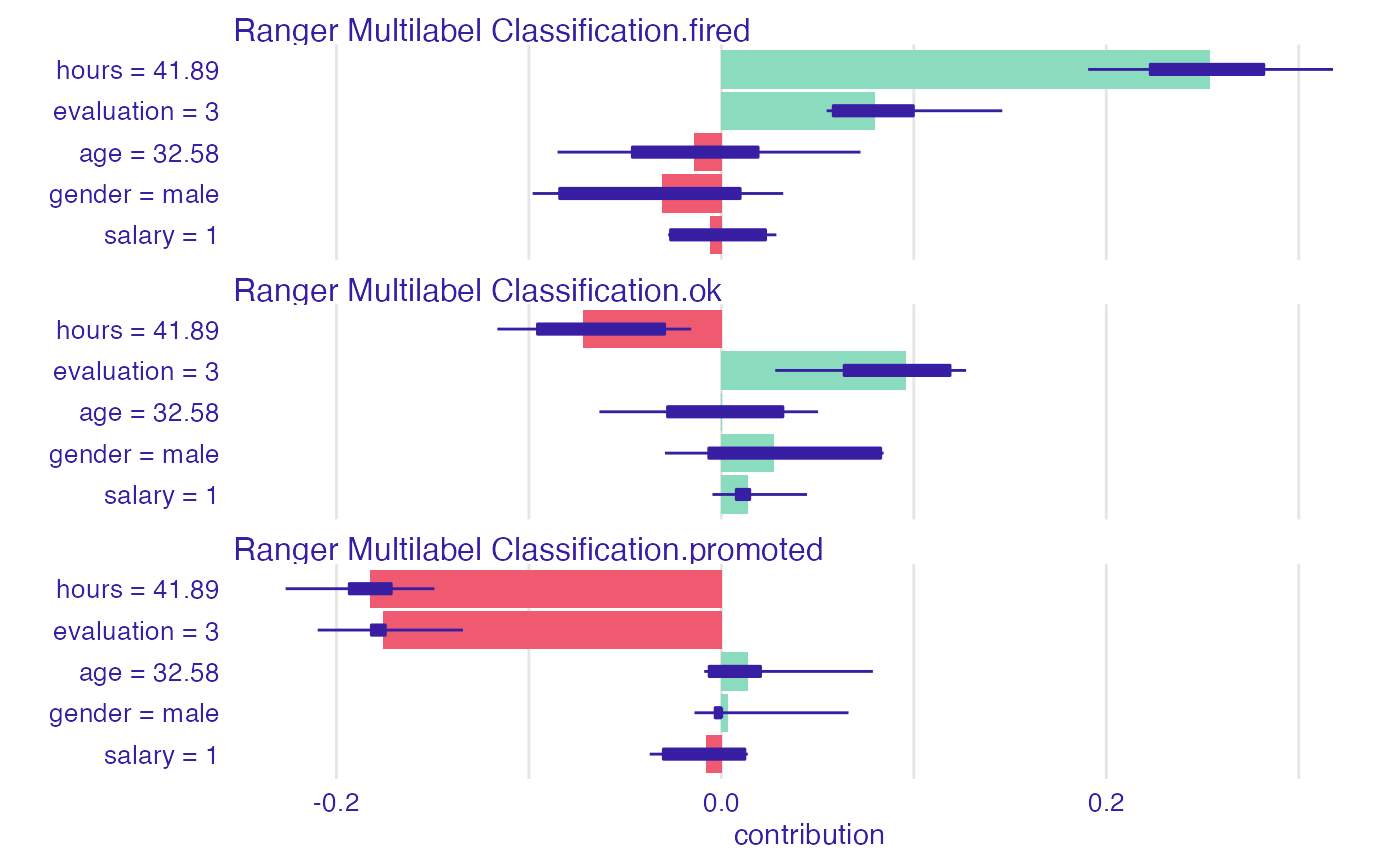 Ranger Multilabel Classification.fired
hours = 41.89
evaluation = 3
age = 32.58
gender = male
salary = 1
Ranger Multilabel Classification.ok
hours = 41.89
evaluation = 3
age = 32.58
gender = male
salary = 1
Ranger Multilabel Classification.promoted
hours = 41.89
evaluation = 3
age = 32.58
gender = male
salary = 1
-0.2 0.0 0.2
contribution